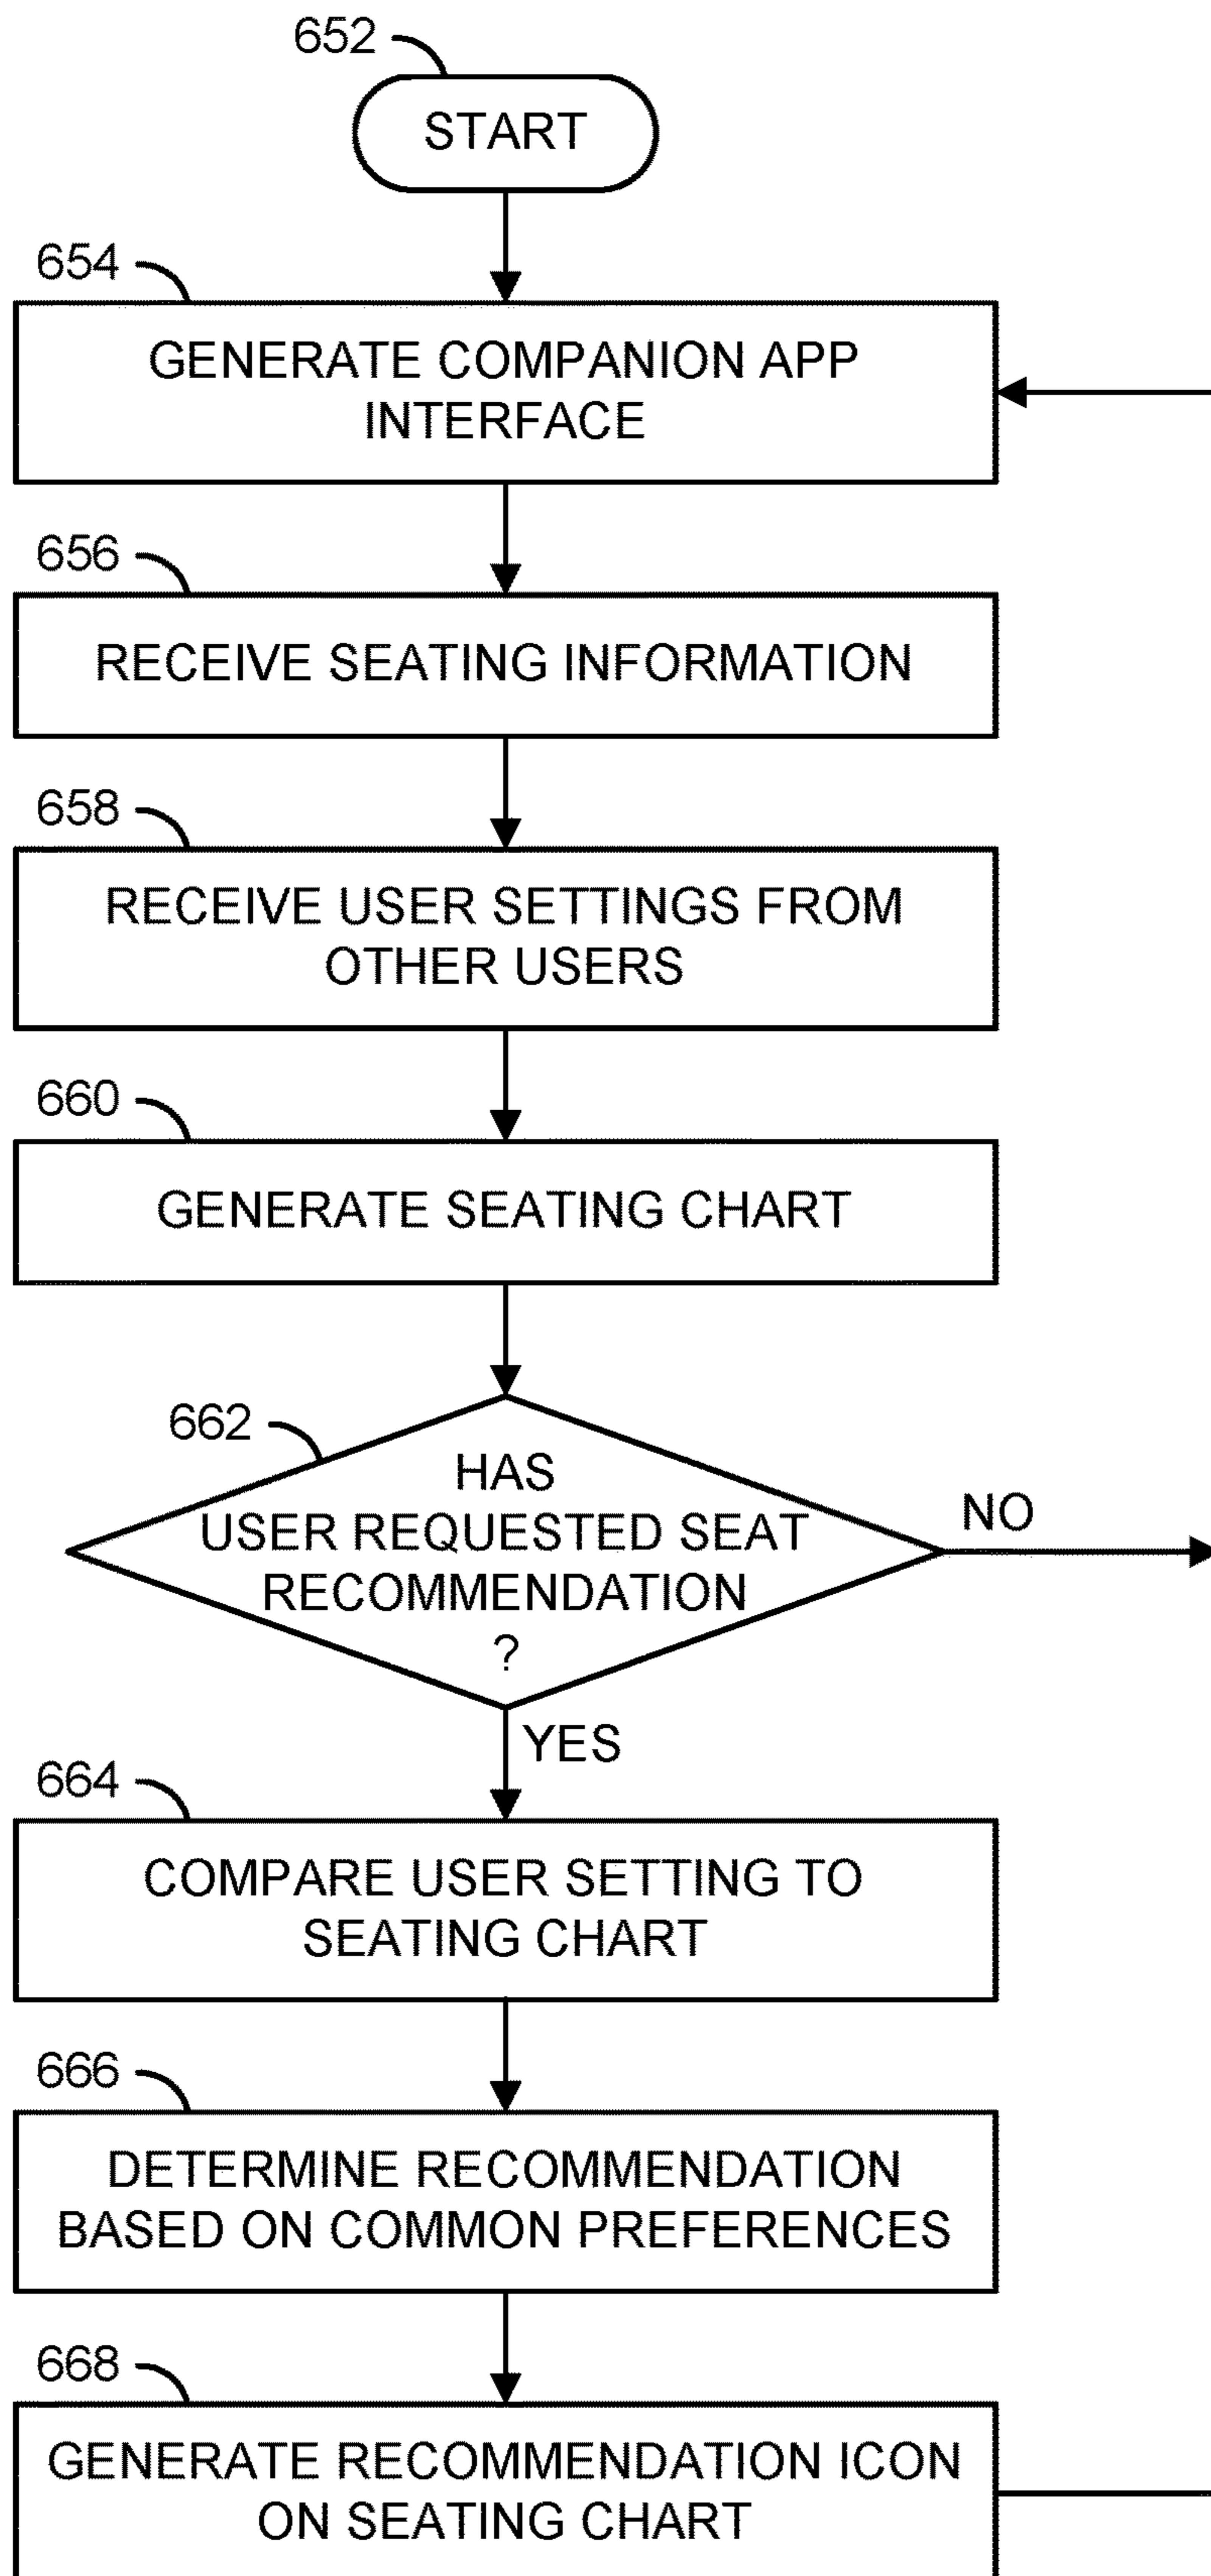 652
START
654
GENERATE COMPANION APP
INTERFACE
656
RECEIVE SEATING INFORMATION
658
RECEIVE USER SETTINGS FROM
OTHER USERS
660
GENERATE SEATING CHART
662
HAS
USER REQUESTED SEAT
RECOMMENDATION
?
NO
YES
664
COMPARE USER SETTING TO
SEATING CHART
666
DETERMINE RECOMMENDATION
BASED ON COMMON PREFERENCES
668
GENERATE RECOMMENDATION ICON
ON SEATING CHART